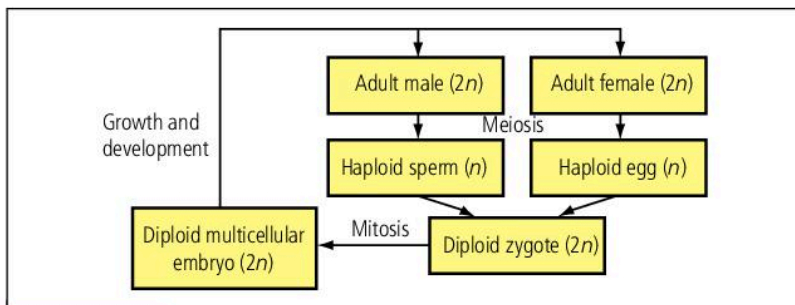 Adult male (2n)
Adult female (2n)
Growth and
development
Meiosis
Haploid sperm (n)
Haploid egg (n)
Diploid multicellular
embryo (2n)
Mitosis
Diploid zygote (2n)